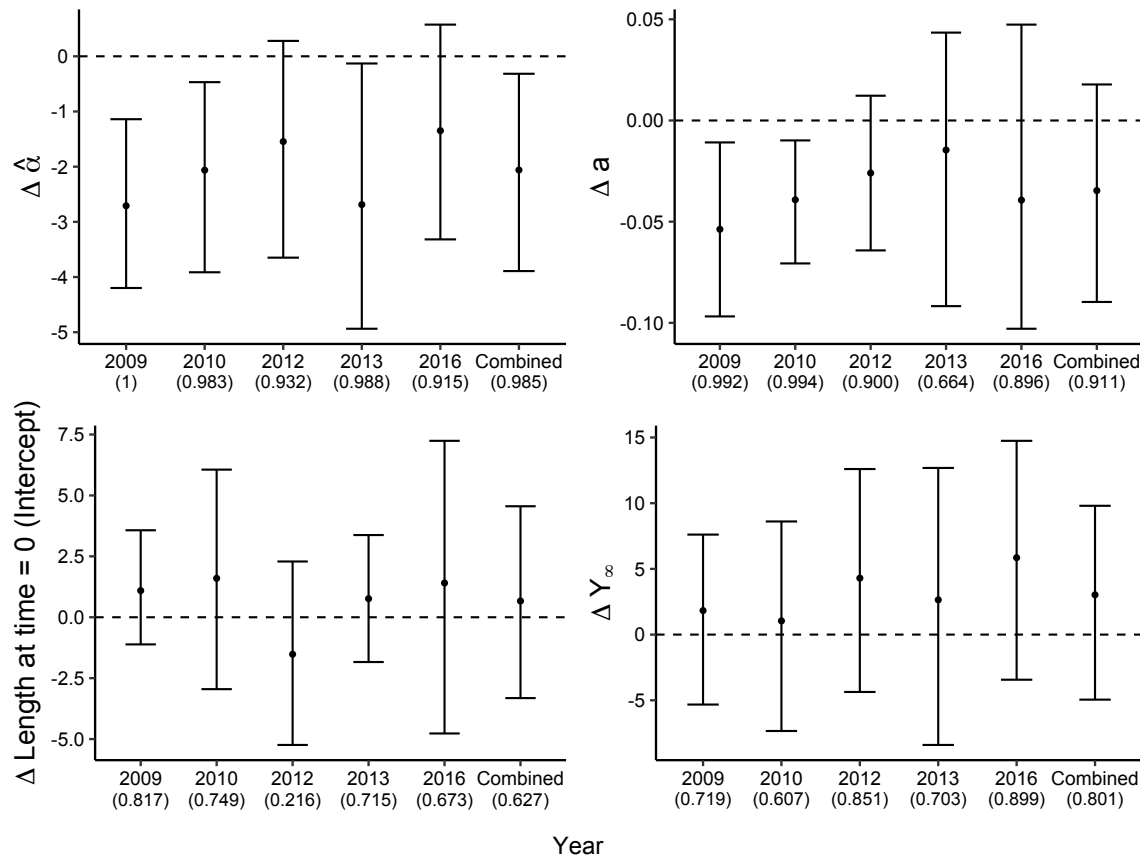 Δ α̂
0
-1
-2
-3
-4
-5
2009 2010 2012 2013 2016 Combined
(1) (0.983) (0.932) (0.988) (0.915) (0.985)
Δ a
0.05
0.00
-0.05
-0.10
2009 2010 2012 2013 2016 Combined
(0.992) (0.994) (0.900) (0.664) (0.896) (0.911)
Δ Length at time = 0 (Intercept)
7.5
5.0
2.5
0.0
-2.5
-5.0
2009 2010 2012 2013 2016 Combined
(0.817) (0.749) (0.216) (0.715) (0.673) (0.627)
Δ Y∞
15
10
5
0
-5
2009 2010 2012 2013 2016 Combined
(0.719) (0.607) (0.851) (0.703) (0.899) (0.801)
Year